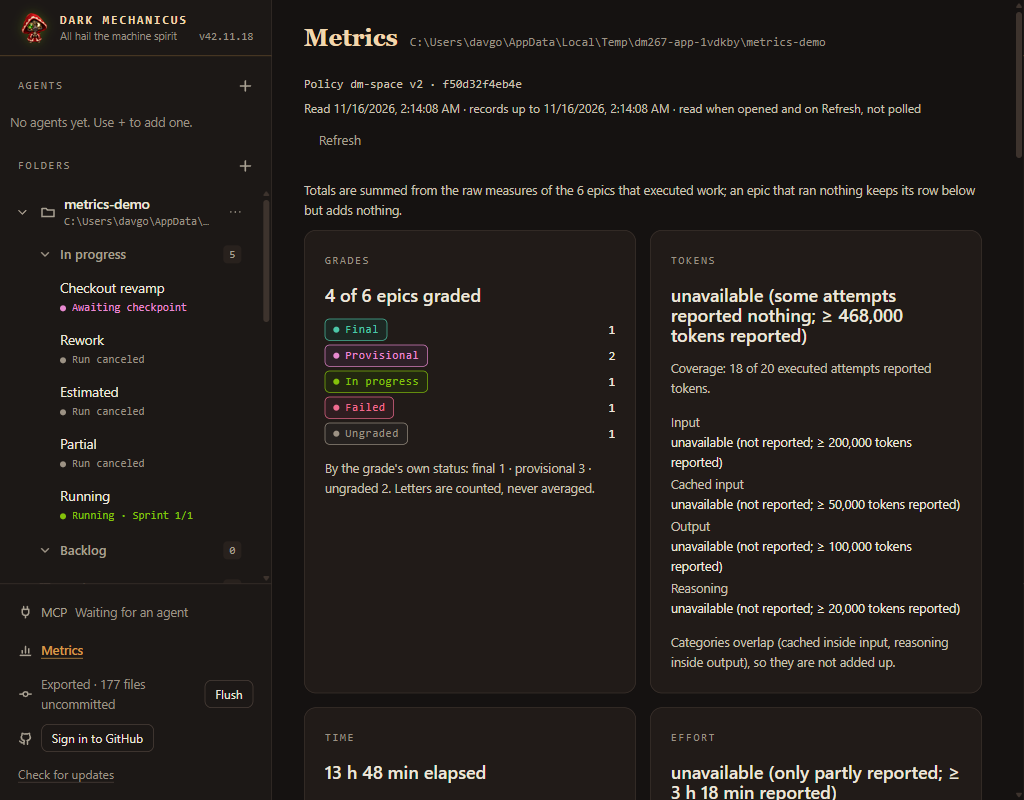 DARK MECHANICUS
All hail the machine spirit v42.11.18
AGENTS
No agents yet. Use + to add one.
FOLDERS
metrics-demo
C:\Users\davgo\AppData\…
In progress 5
Checkout revamp
Awaiting checkpoint
Rework
Run canceled
Estimated
Run canceled
Partial
Run canceled
Running
Running · Sprint 1/1
Backlog 0
MCP Waiting for an agent
Metrics
Exported · 177 files
uncommitted
Flush
Sign in to GitHub
Check for updates
Metrics C:\Users\davgo\AppData\Local\Temp\dm267-app-1vdkby\metrics-demo
Policy dm-space v2 · f50d32f4eb4e
Read 11/16/2026, 2:14:08 AM · records up to 11/16/2026, 2:14:08 AM · read when opened and on Refresh, not polled
Refresh
Totals are summed from the raw measures of the 6 epics that executed work; an epic that ran nothing keeps its row below
but adds nothing.
GRADES
4 of 6 epics graded
Final 1
Provisional 2
In progress 1
Failed 1
Ungraded 1
By the grade's own status: final 1 · provisional 3 ·
ungraded 2. Letters are counted, never averaged.
TOKENS
unavailable (some attempts
reported nothing; ≥ 468,000
tokens reported)
Coverage: 18 of 20 executed attempts reported
tokens.
Input
unavailable (not reported; ≥ 200,000 tokens
reported)
Cached input
unavailable (not reported; ≥ 50,000 tokens reported)
Output
unavailable (not reported; ≥ 100,000 tokens
reported)
Reasoning
unavailable (not reported; ≥ 20,000 tokens reported)
Categories overlap (cached inside input, reasoning
inside output), so they are not added up.
TIME
13 h 48 min elapsed
EFFORT
unavailable (only partly reported; ≥
3 h 18 min reported)